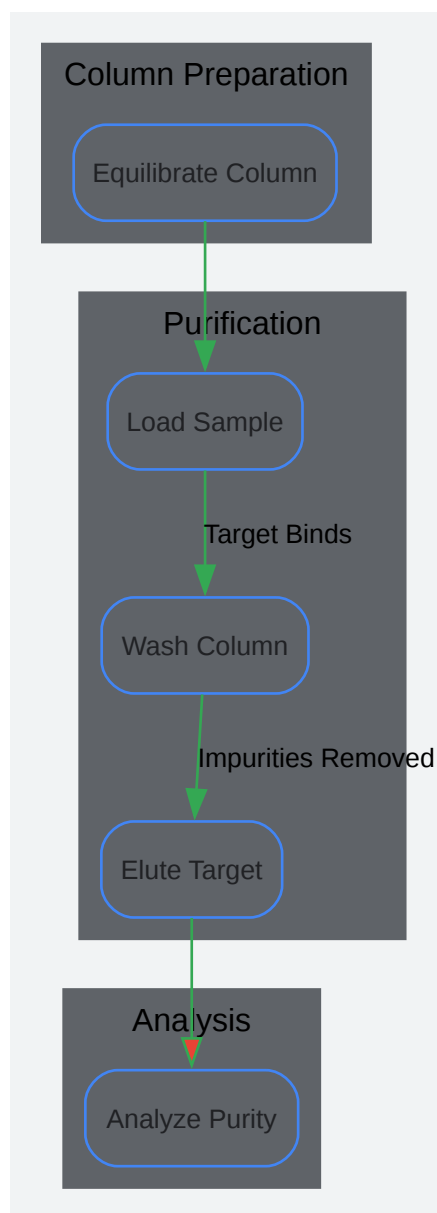 Column Preparation
Equilibrate Column
Purification
Load Sample
Target Binds
Wash Column
Impurities Removed
Elute Target
Analysis
Analyze Purity